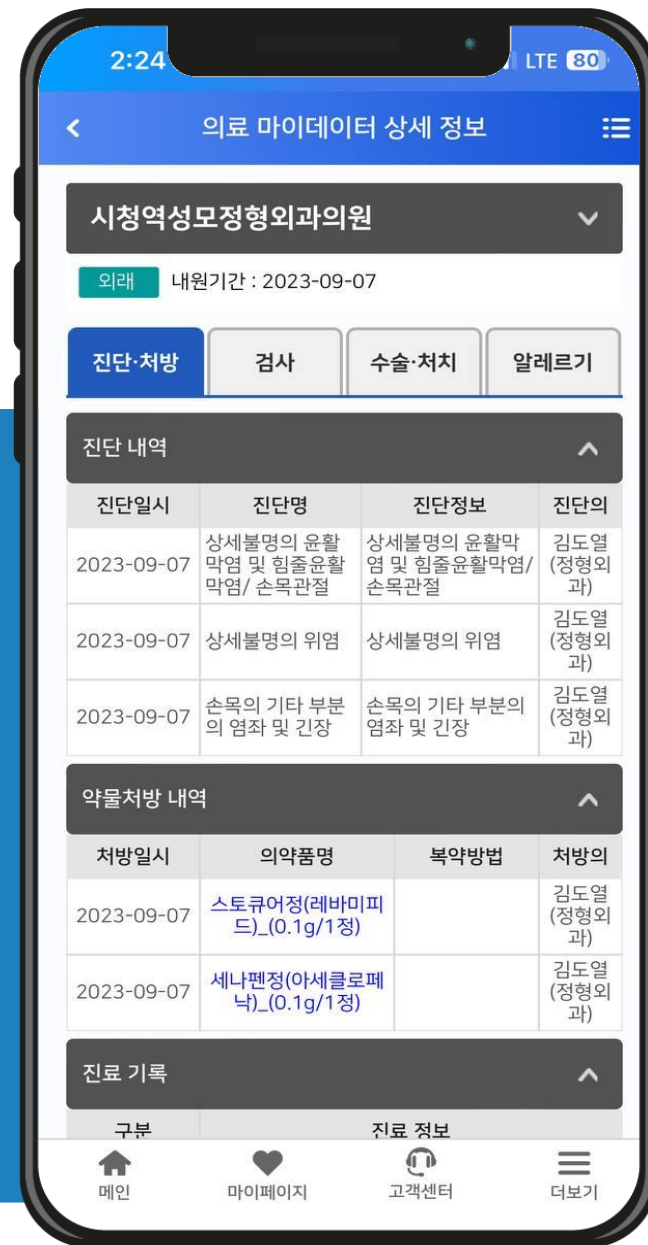 2:24
LTE 80
의료 마이데이터 상세 정보
시청역성모정형외과의원
외래 내원기간 : 2023-09-07
진단·처방 검사 수술·처치 알레르기
진단 내역
진단일시 진단명 진단정보 진단의
2023-09-07
상세불명의 윤활
막염 및 힘줄윤활
막염/ 손목관절
상세불명의 윤활막
염 및 힘줄윤활막염/
손목관절
김도열
(정형외
과)
2023-09-07
상세불명의 위염
상세불명의 위염
김도열
(정형외
과)
2023-09-07
손목의 기타 부분
의 염좌 및 긴장
손목의 기타 부분의
염좌 및 긴장
김도열
(정형외
과)
약물처방 내역
처방일시 의약품명 복약방법 처방의
2023-09-07
스토큐어정(레바미피
드)_(0.1g/1정)
김도열
(정형외
과)
2023-09-07
세나펜정(아세클로페
낙)_(0.1g/1정)
김도열
(정형외
과)
진료 기록
구분 진료 정보
메인 마이페이지 고객센터 더보기